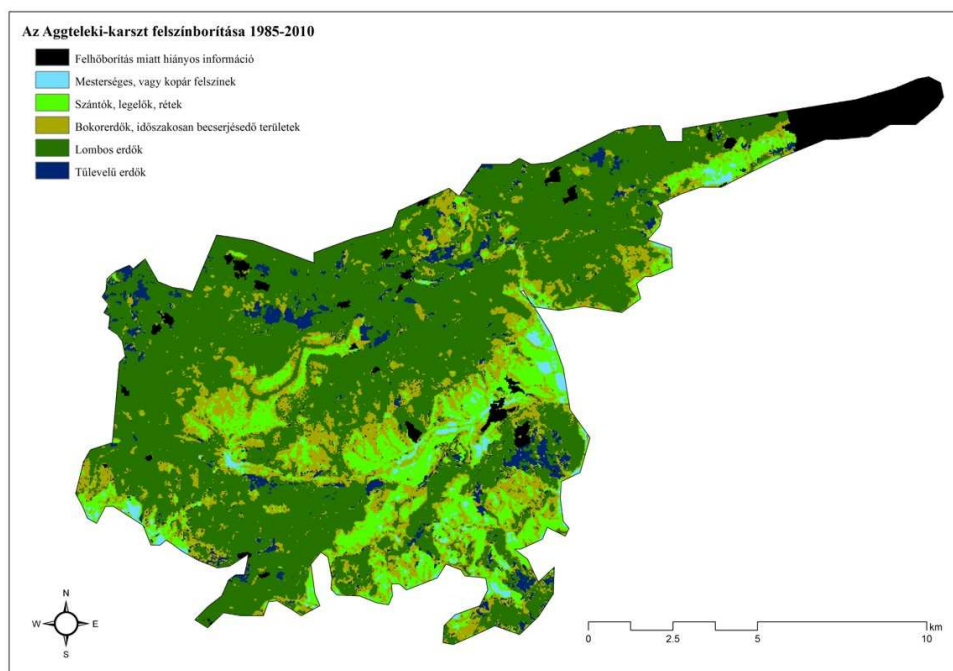 Az Aggteleki-karszt felszínborítása 1985-2010
Felhőborítás miatt hiányos információ
Mesterséges, vagy kopár felszínek
Szántók, legelők, rétek
Bokorerdők, időszakosan becserjésedő területek
Lombos erdők
Tűlevelű erdők
N
W E
S
km
0 2.5 5 10